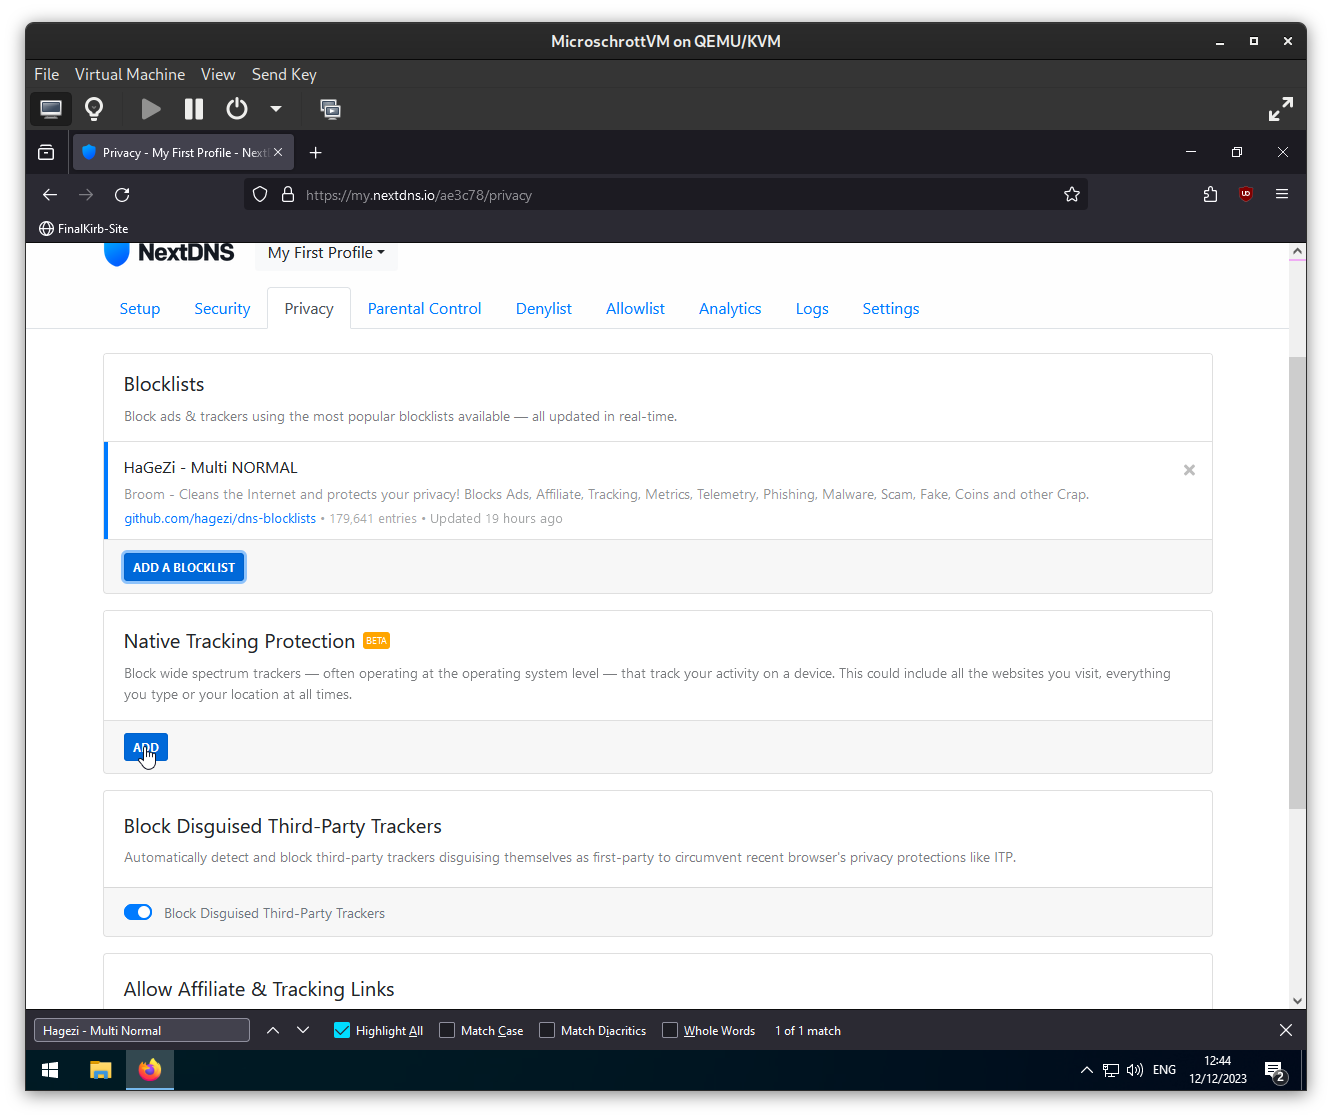 MicroschrottVM on QEMU/KVM
File Virtual Machine View Send Key
Privacy - My First Profile - Next
https://my.nextdns.io/ae3c78/privacy
FinalKirb-Site
NextDNS My First Profile
Setup Security Privacy Parental Control Denylist Allowlist Analytics Logs Settings
Blocklists
Block ads & trackers using the most popular blocklists available — all updated in real-time.
HaGeZi - Multi NORMAL
Broom - Cleans the Internet and protects your privacy! Blocks Ads, Affiliate, Tracking, Metrics, Telemetry, Phishing, Malware, Scam, Fake, Coins and other Crap.
github.com/hagezi/dns-blocklists • 179,641 entries • Updated 19 hours ago
ADD A BLOCKLIST
Native Tracking Protection BETA
Block wide spectrum trackers — often operating at the operating system level — that track your activity on a device. This could include all the websites you visit, everything
you type or your location at all times.
ADD
Block Disguised Third-Party Trackers
Automatically detect and block third-party trackers disguising themselves as first-party to circumvent recent browser's privacy protections like ITP.
Block Disguised Third-Party Trackers
Allow Affiliate & Tracking Links
Hagezi - Multi Normal Highlight All Match Case Match Diacritics Whole Words 1 of 1 match
ENG
12:44
12/12/2023
2